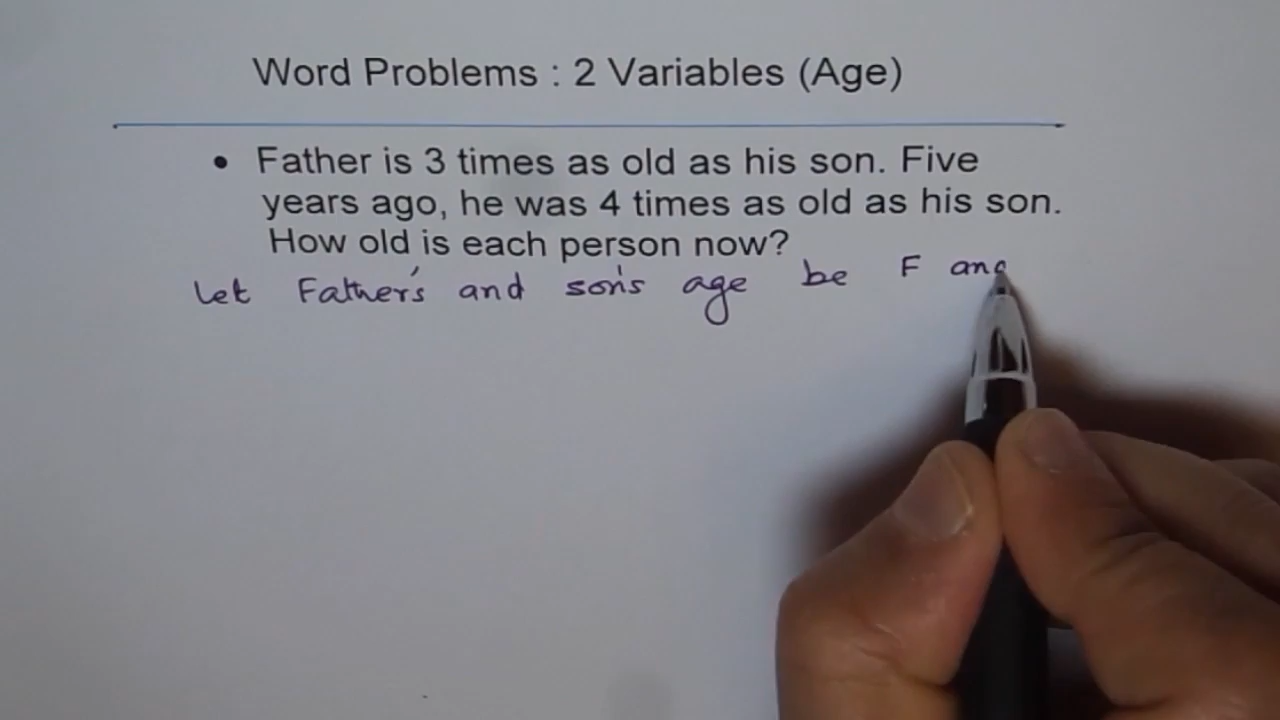 Word Problems : 2 Variables (Age)
• Father is 3 times as old as his son. Five
years ago, he was 4 times as old as his son.
How old is each person now?
Let Father's and son's age be F and